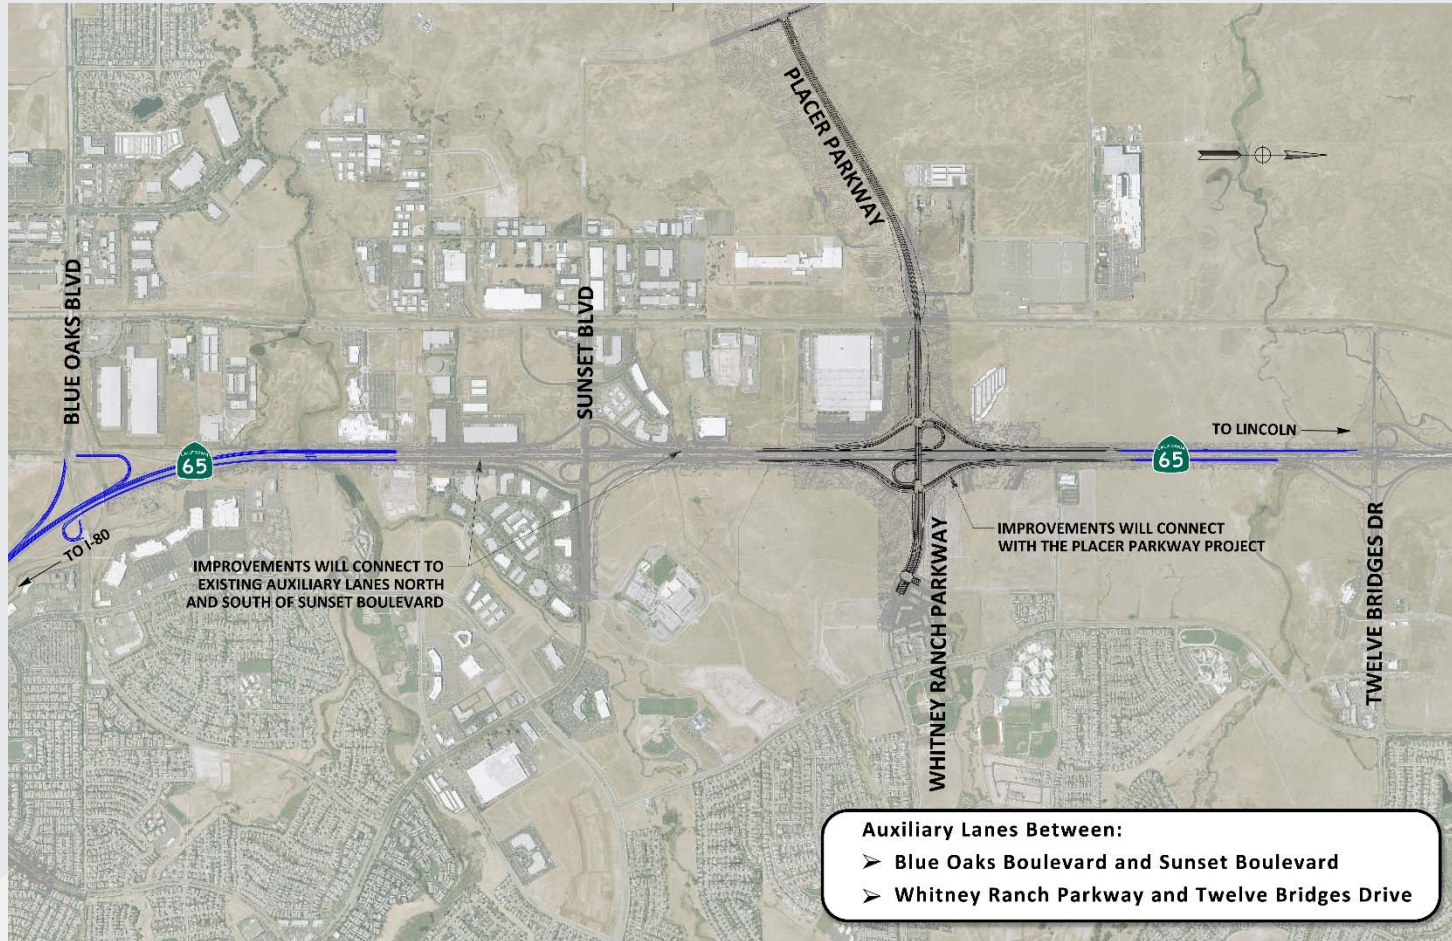 PLACER PARKWAY
BLUE OAKS BLVD
SUNSET BLVD
CALIFORNIA
65
TO I-80
IMPROVEMENTS WILL CONNECT TO
EXISTING AUXILIARY LANES NORTH
AND SOUTH OF SUNSET BOULEVARD
TO LINCOLN
CALIFORNIA
65
IMPROVEMENTS WILL CONNECT
WITH THE PLACER PARKWAY PROJECT
WHITNEY RANCH PARKWAY
TWELVE BRIDGES DR
Auxiliary Lanes Between:
➢ Blue Oaks Boulevard and Sunset Boulevard
➢ Whitney Ranch Parkway and Twelve Bridges Drive